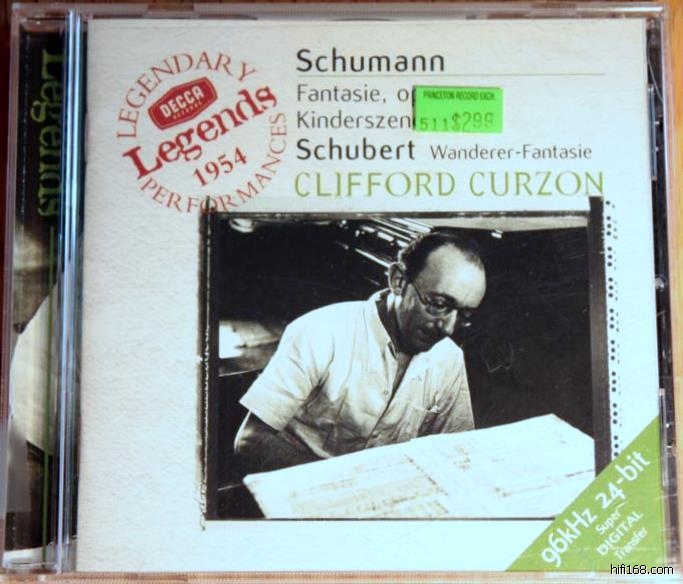 Legends
LEGENDARY
DECCA
RECORDS
Legends
1954
PERFORMANCES
Schumann
Fantasie, o
PRINCETON RECORD EXCH.
511 $2.99
Kinderszen
Schubert Wanderer-Fantasie
CLIFFORD CURZON
96kHz 24-bit
Super
DIGITAL
Transfer
hifi168.com